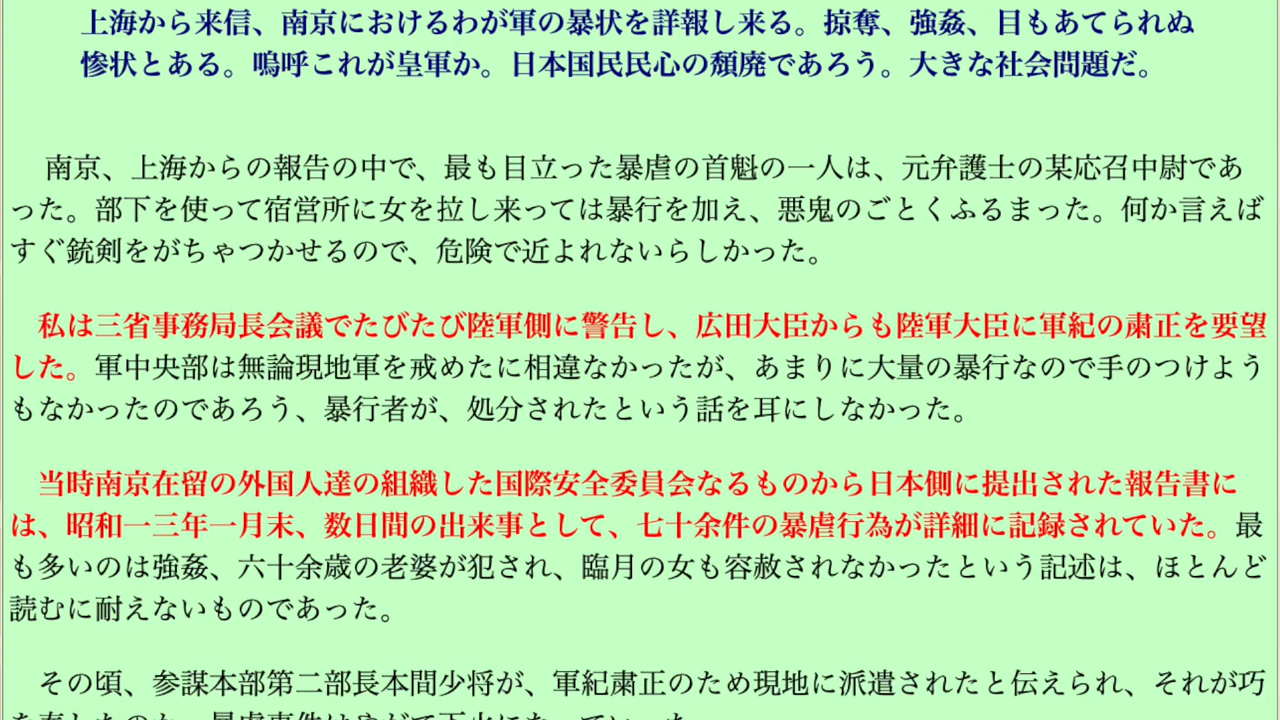 上海から来信、南京におけるわが軍の暴状を詳報し来る。掠奪、強姦、目もあてられぬ
惨状とある。嗚呼これが皇軍か。日本国民民心の頽廃であろう。大きな社会問題だ。
南京、上海からの報告の中で、最も目立った暴虐の首魁の一人は、元弁護士の某応召中尉であ
った。部下を使って宿営所に女を拉し来っては暴行を加え、悪鬼のごとくふるまった。何か言えば
すぐ銃剣をがちゃつかせるので、危険で近よれないらしかった。
私は三省事務局長会議でたびたび陸軍側に警告し、広田大臣からも陸軍大臣に軍紀の粛正を要望
した。軍中央部は無論現地軍を戒めたに相違なかったが、あまりに大量の暴行なので手のつけよう
もなかったのであろう、暴行者が、処分されたという話を耳にしなかった。
当時南京在留の外国人達の組織した国際安全委員会なるものから日本側に提出された報告書に
は、昭和一三年一月末、数日間の出来事として、七十余件の暴虐行為が詳細に記録されていた。最
も多いのは強姦、六十余歳の老婆が犯され、臨月の女も容赦されなかったという記述は、ほとんど
読むに耐えないものであった。
その頃、参謀本部第二部長本間少将が、軍紀粛正のため現地に派遣されたと伝えられ、それが巧